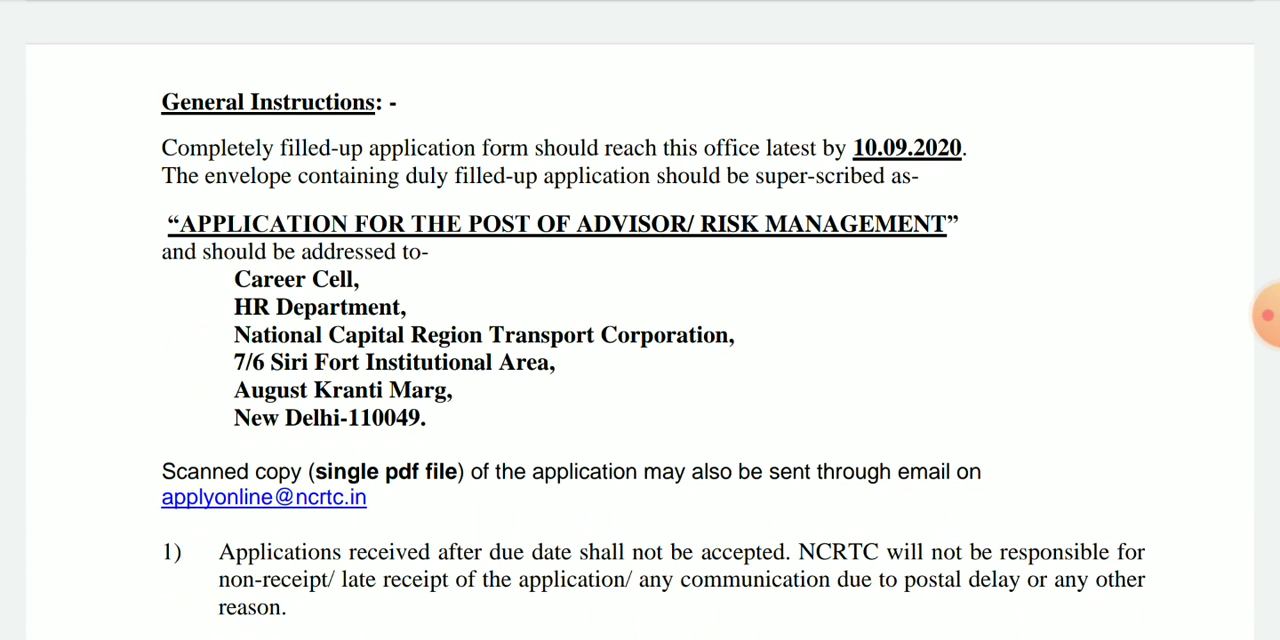 General Instructions: -
Completely filled-up application form should reach this office latest by 10.09.2020.
The envelope containing duly filled-up application should be super-scribed as-
“APPLICATION FOR THE POST OF ADVISOR/ RISK MANAGEMENT”
and should be addressed to-
Career Cell,
HR Department,
National Capital Region Transport Corporation,
7/6 Siri Fort Institutional Area,
August Kranti Marg,
New Delhi-110049.
Scanned copy (single pdf file) of the application may also be sent through email on
applyonline@ncrtc.in
1) Applications received after due date shall not be accepted. NCRTC will not be responsible for
non-receipt/ late receipt of the application/ any communication due to postal delay or any other
reason.